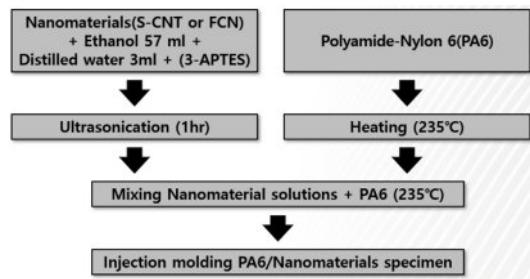 Nanomaterials(S-CNT or FCN)
+ Ethanol 57 ml +
Distilled water 3ml + (3-APTES)
Polyamide-Nylon 6(PA6)
Ultrasonication (1hr)
Heating (235℃)
Mixing Nanomaterial solutions + PA6 (235℃)
Injection molding PA6/Nanomaterials specimen